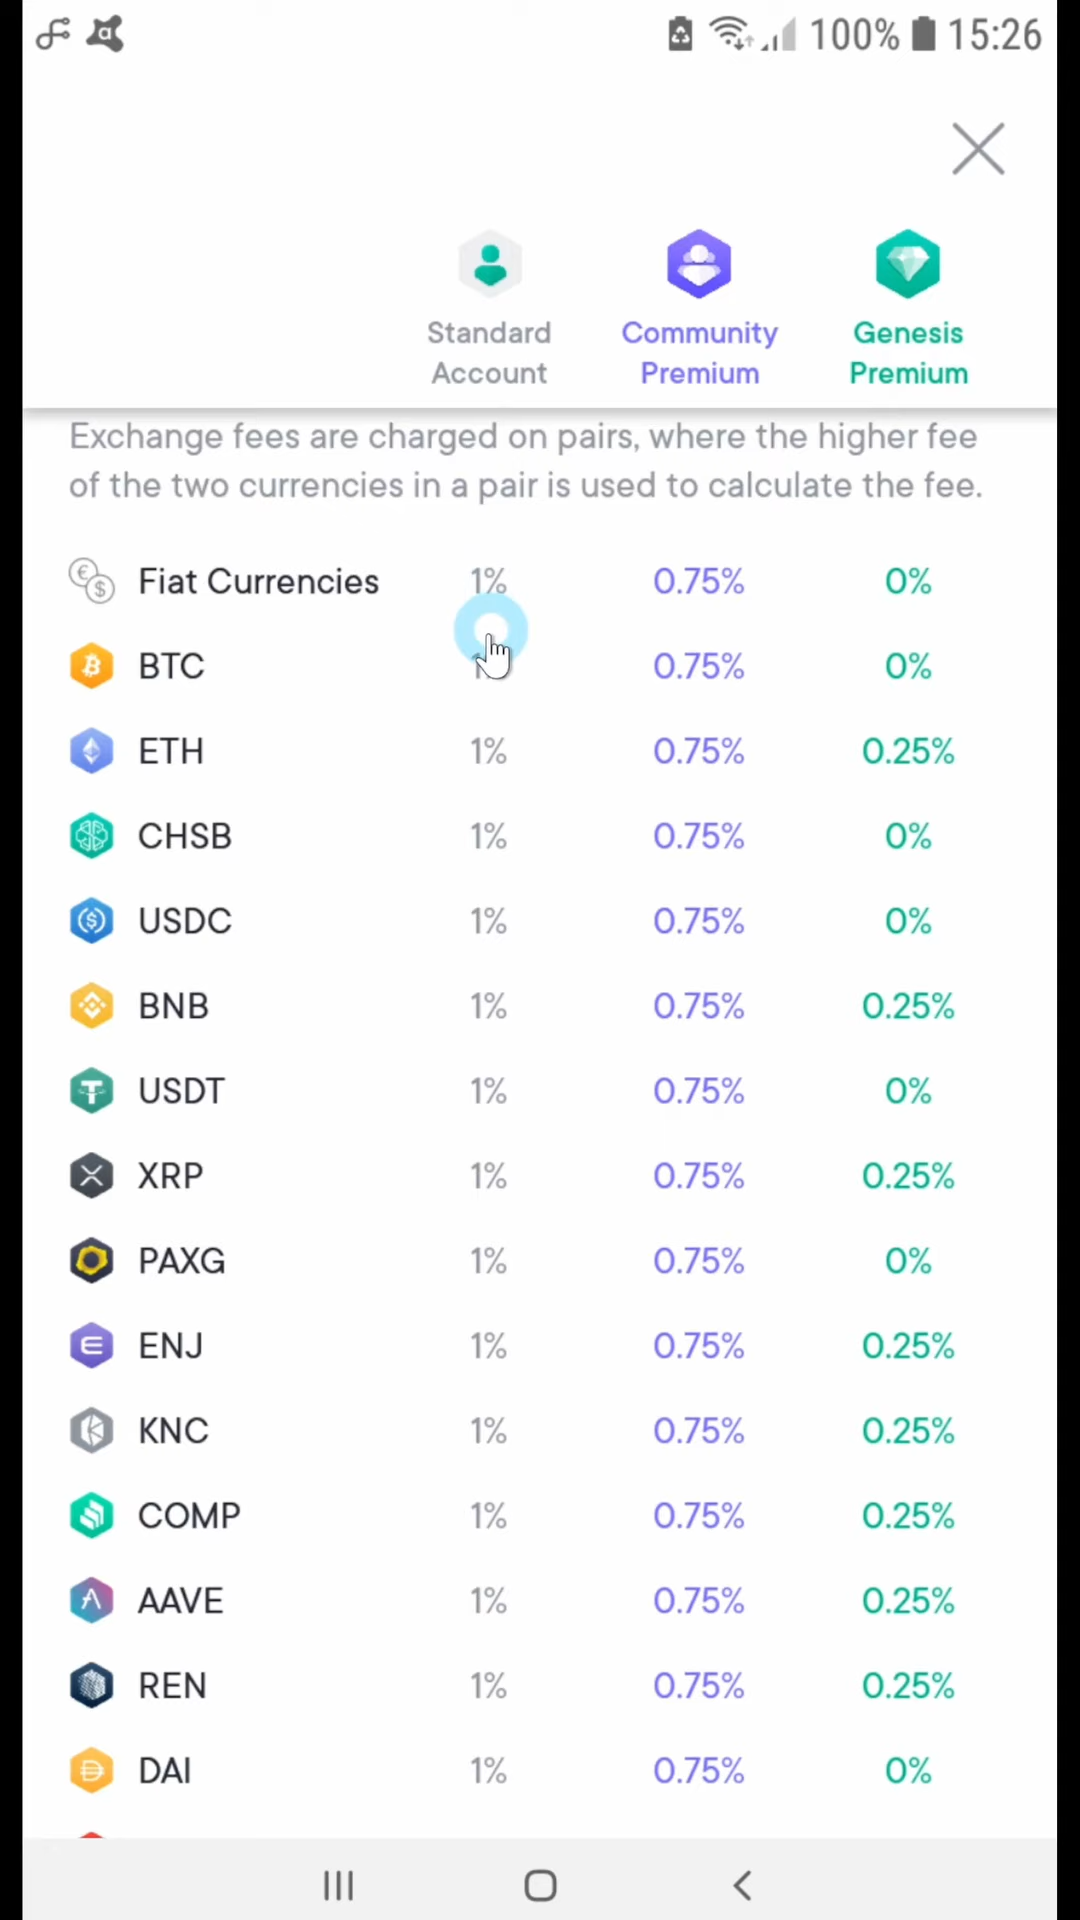 100% 15:26
Standard Account
Community Premium
Genesis Premium
Exchange fees are charged on pairs, where the higher fee
of the two currencies in a pair is used to calculate the fee.
Fiat Currencies 1% 0.75% 0%
BTC 0.75% 0%
ETH 1% 0.75% 0.25%
CHSB 1% 0.75% 0%
USDC 1% 0.75% 0%
BNB 1% 0.75% 0.25%
USDT 1% 0.75% 0%
XRP 1% 0.75% 0.25%
PAXG 1% 0.75% 0%
ENJ 1% 0.75% 0.25%
KNC 1% 0.75% 0.25%
COMP 1% 0.75% 0.25%
AAVE 1% 0.75% 0.25%
REN 1% 0.75% 0.25%
DAI 1% 0.75% 0%